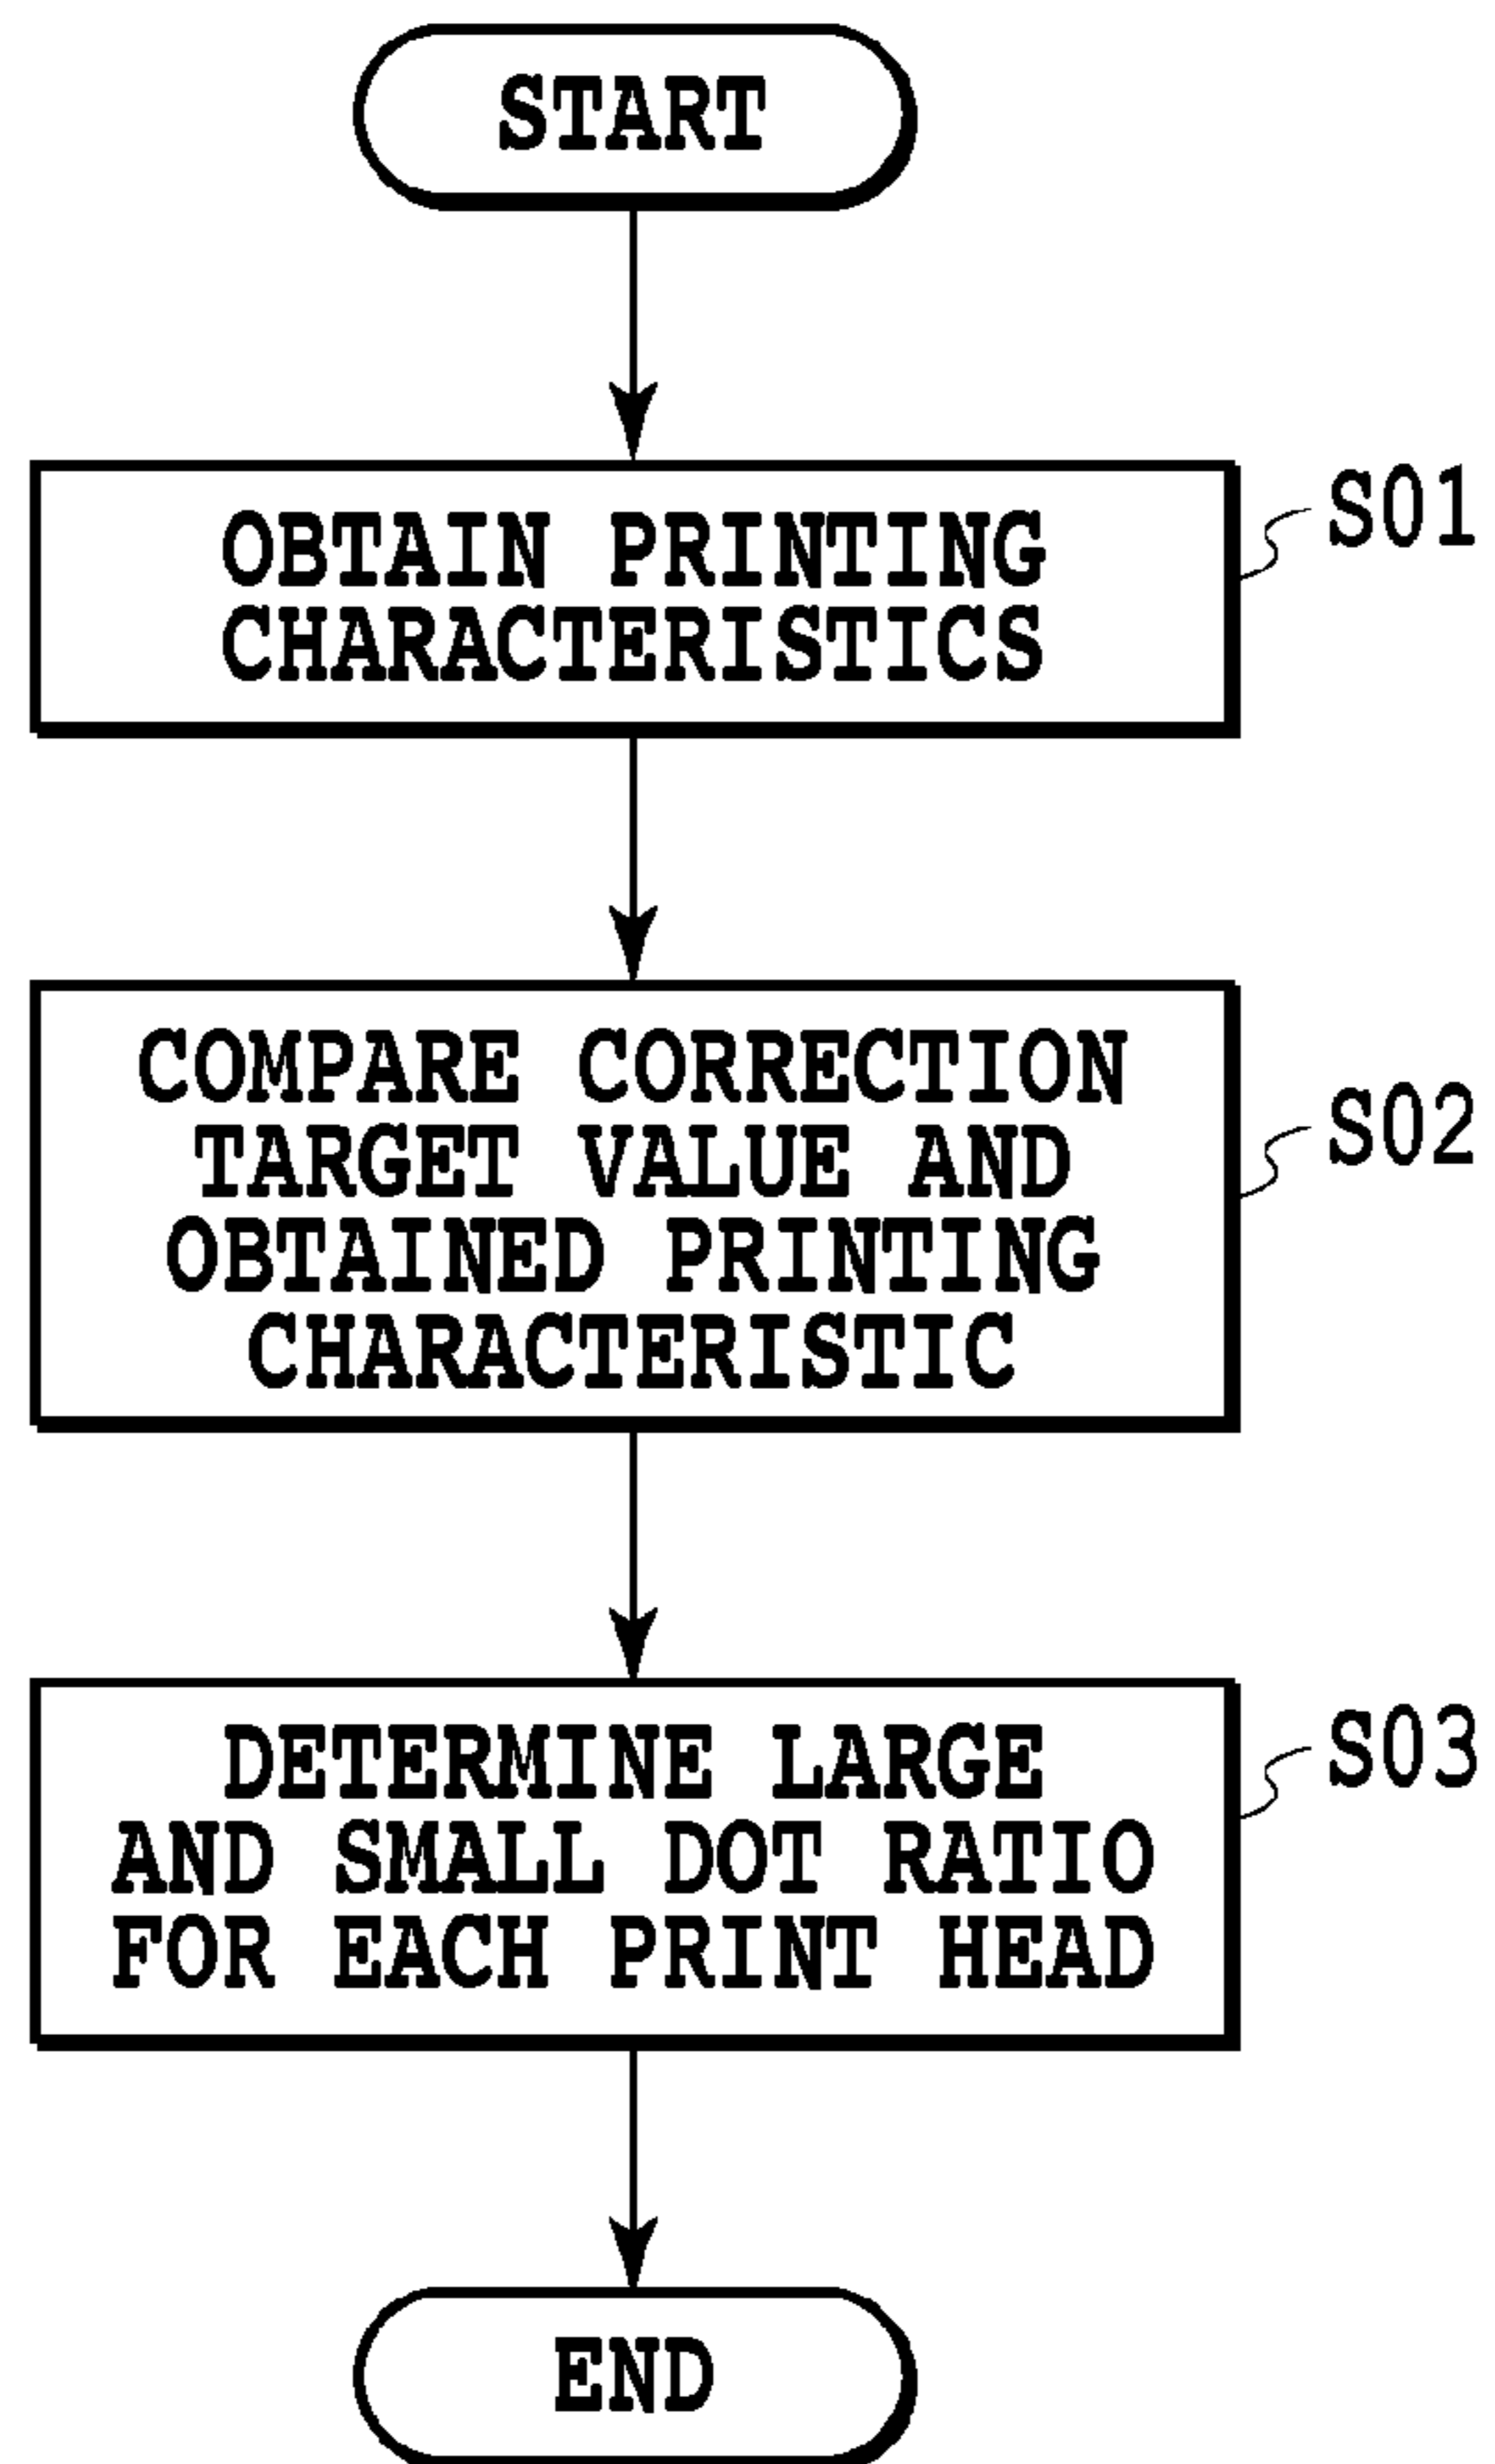 START
OBTAIN PRINTING
CHARACTERISTICS
S01
COMPARE CORRECTION
TARGET VALUE AND
OBTAINED PRINTING
CHARACTERISTIC
S02
DETERMINE LARGE
AND SMALL DOT RATIO
FOR EACH PRINT HEAD
S03
END